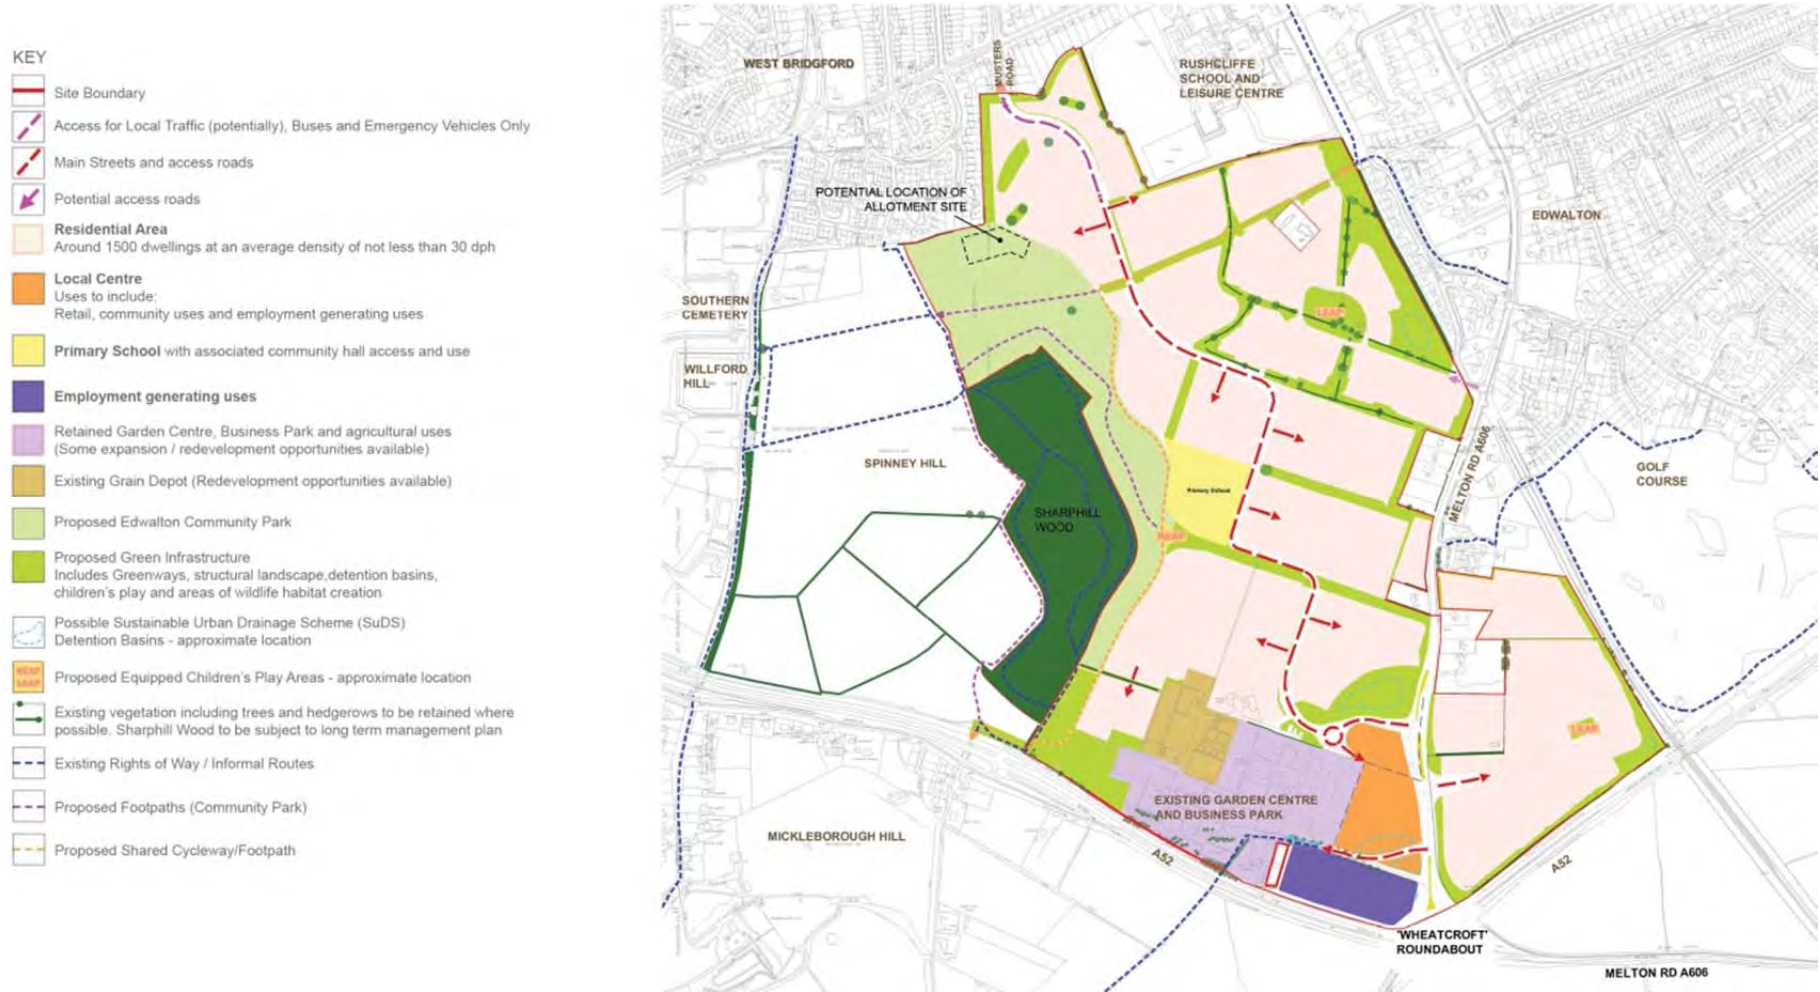 KEY
Site Boundary
Access for Local Traffic (potentially), Buses and Emergency Vehicles Only
Main Streets and access roads
Potential access roads
Residential Area
Around 1500 dwellings at an average density of not less than 30 dph
Local Centre
Uses to include:
Retail, community uses and employment generating uses
Primary School with associated community hall access and use
Employment generating uses
Retained Garden Centre, Business Park and agricultural uses
(Some expansion / redevelopment opportunities available)
Existing Grain Depot (Redevelopment opportunities available)
Proposed Edwalton Community Park
Proposed Green Infrastructure
Includes Greenways, structural landscape,detention basins,
children's play and areas of wildlife habitat creation
Possible Sustainable Urban Drainage Scheme (SuDS)
Detention Basins - approximate location
NEAP
LEAP
Proposed Equipped Children's Play Areas - approximate location
Existing vegetation including trees and hedgerows to be retained where
possible. Sharphill Wood to be subject to long term management plan
Existing Rights of Way / Informal Routes
Proposed Footpaths (Community Park)
Proposed Shared Cycleway/Footpath
WEST BRIDGFORD
MUSTERS
ROAD
RUSHCLIFFE
SCHOOL AND
LEISURE CENTRE
POTENTIAL LOCATION OF
ALLOTMENT SITE
EDWALTON
SOUTHERN
CEMETERY
LEAP
WILLFORD
HILL
SPINNEY HILL
MELTON RD A606
GOLF
COURSE
Primary School
SHARPHILL
WOOD
NEAP
LEAP
EXISTING GARDEN CENTRE
AND BUSINESS PARK
MICKLEBOROUGH HILL
A52
A52
'WHEATCROFT'
ROUNDABOUT
MELTON RD A606